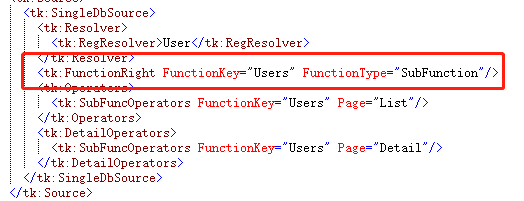 <tk:Source>
<tk:SingleDbSource>
<tk:Resolver>
<tk:RegResolver>User</tk:RegResolver>
</tk:Resolver>
<tk:FunctionRight FunctionKey="Users" FunctionType="SubFunction"/>
<tk:Operators>
<tk:SubFuncOperators FunctionKey="Users" Page="List"/>
</tk:Operators>
<tk:DetailOperators>
<tk:SubFuncOperators FunctionKey="Users" Page="Detail"/>
</tk:DetailOperators>
</tk:SingleDbSource>
</tk:Source>